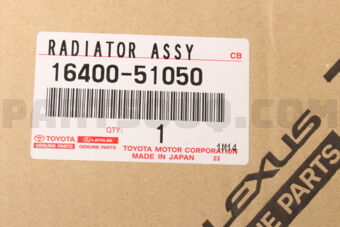 RADIATOR ASSY
CB
16400-51050
QTY:
1
TOYOTA
GENUINE PARTS
LEXUS
GENUINE PARTS
TOYOTA MOTOR CORPORATION
MADE IN JAPAN
23
1M14
LEXUS
NE PARTS